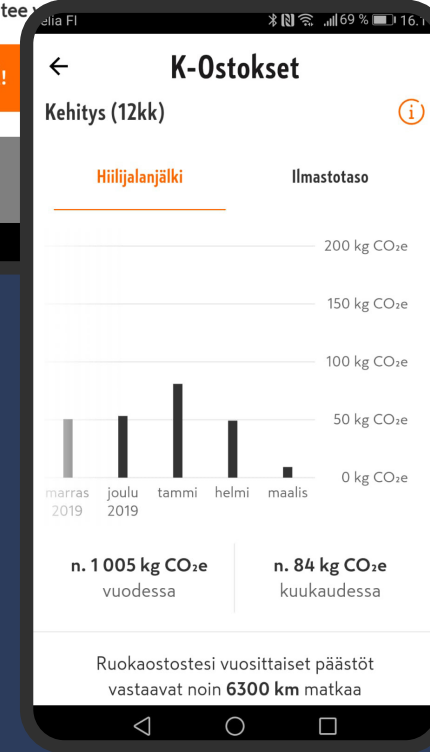 tee
!
elia FI
69 % 16.1
K-Ostokset
Kehitys (12kk)
Hiilijalanjälki
Ilmastotaso
200 kg CO₂e
150 kg CO₂e
100 kg CO₂e
50 kg CO₂e
0 kg CO₂e
marras joulu tammi helmi maalis
2019 2019
n. 1 005 kg CO₂e
vuodessa
n. 84 kg CO₂e
kuukaudessa
Ruokaostostesi vuosittaiset päästöt
vastaavat noin 6300 km matkaa